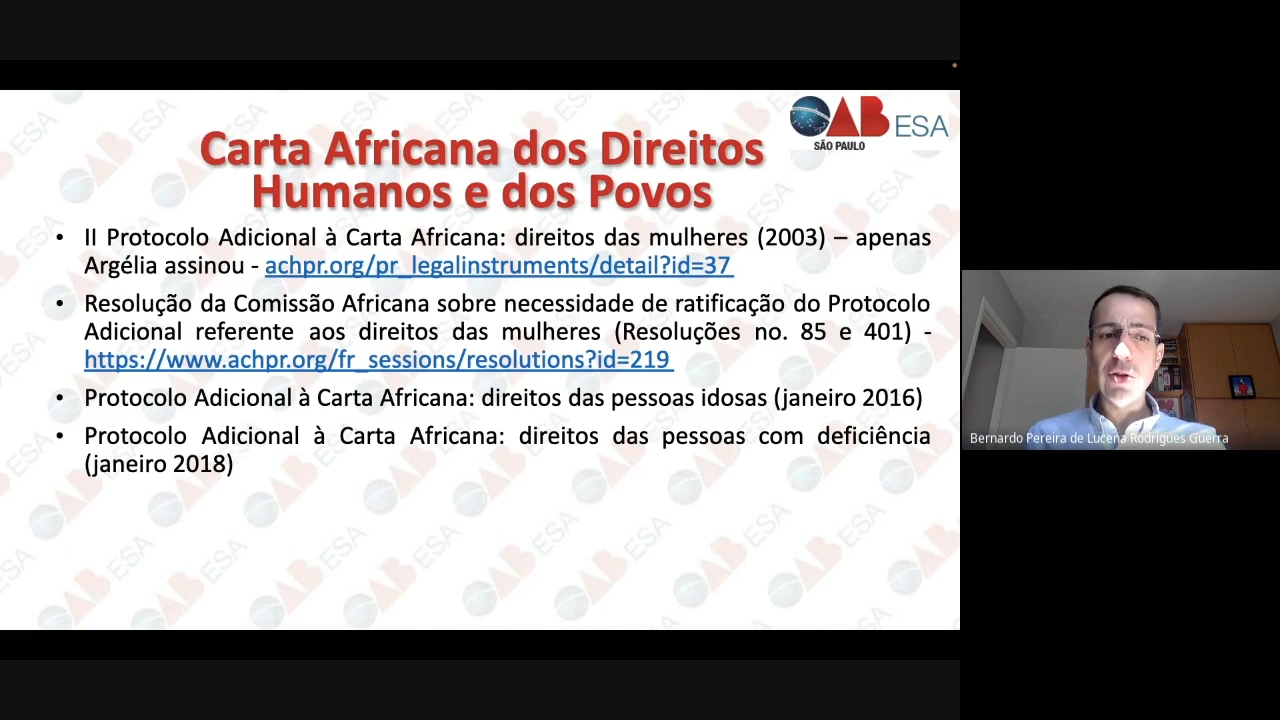 OAB ESA
SÃO PAULO
Carta Africana dos Direitos
Humanos e dos Povos
• II Protocolo Adicional à Carta Africana: direitos das mulheres (2003) – apenas
Argélia assinou - achpr.org/pr_legalinstruments/detail?id=37
• Resolução da Comissão Africana sobre necessidade de ratificação do Protocolo
Adicional referente aos direitos das mulheres (Resoluções no. 85 e 401) -
https://www.achpr.org/fr_sessions/resolutions?id=219
• Protocolo Adicional à Carta Africana: direitos das pessoas idosas (janeiro 2016)
• Protocolo Adicional à Carta Africana: direitos das pessoas com deficiência
(janeiro 2018)
Bernardo Pereira de Lucena Rodrigues Guerra